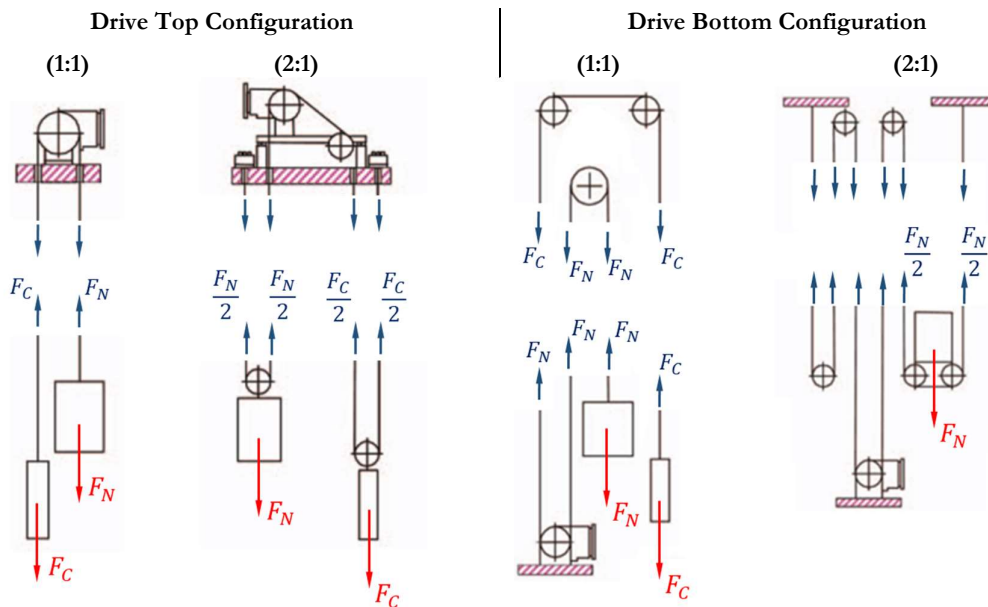 Drive Top Configuration
(1:1)
(2:1)
F_C
F_N
F_N/2
F_N/2
F_C/2
F_C/2
F_N
F_C
F_N
F_C
Drive Bottom Configuration
(1:1)
(2:1)
F_C
F_N
F_N
F_C
F_N
F_N
F_N
F_C
F_N
F_C
F_N/2
F_N/2
F_N